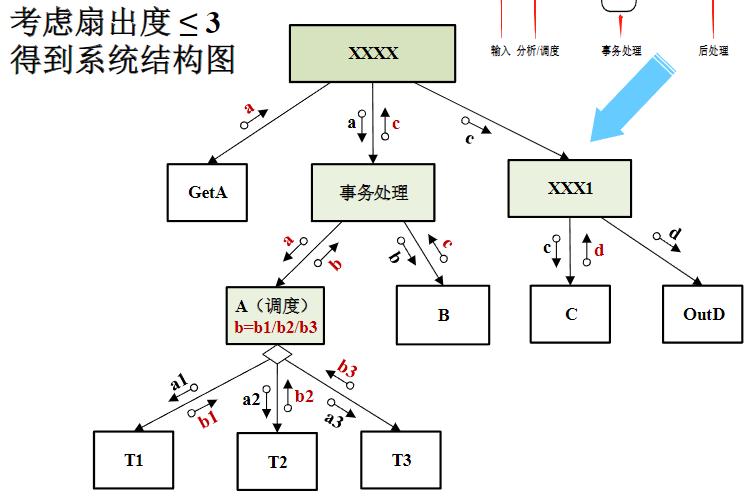 考虑扇出度 ≤ 3
得到系统结构图
输入 分析/调度 事务处理 后处理
XXXX
a
a
c
c
GetA
事务处理
XXX1
a
b
b
c
c
d
d
A（调度）
b=b1/b2/b3
B
C
OutD
a1
b1
a2
b2
b3
a3
T1
T2
T3